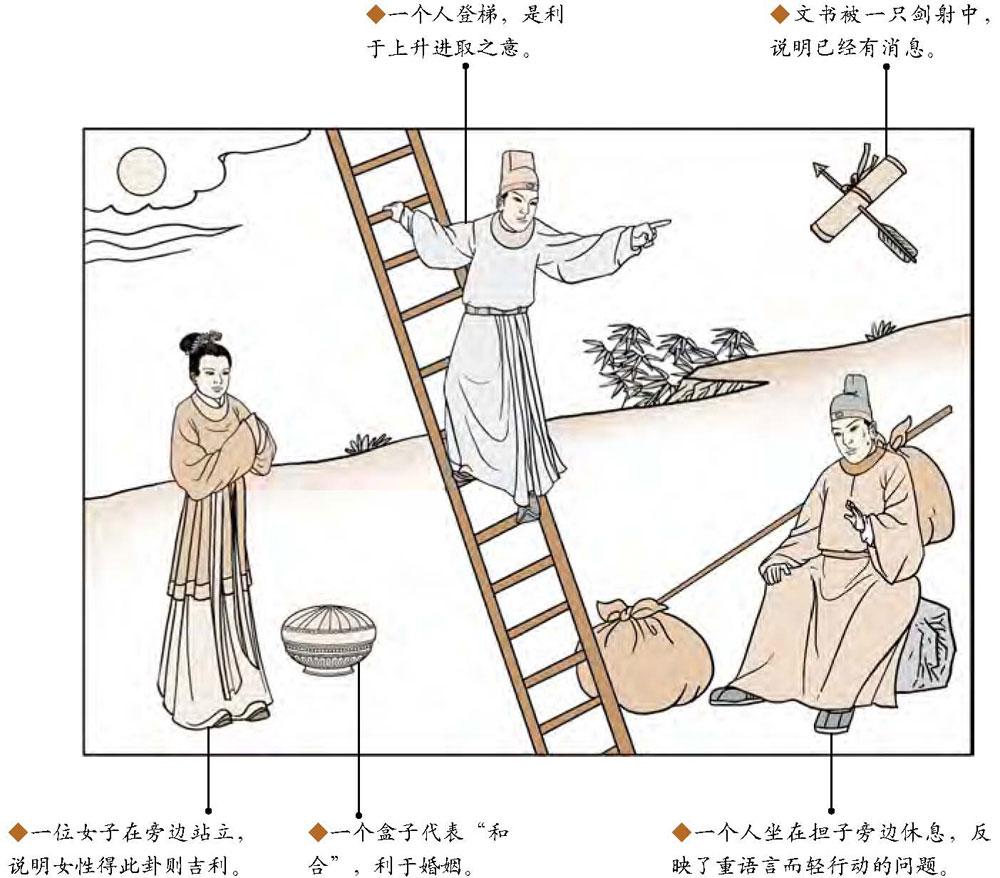 ◆一个人登梯，是利
于上升进取之意。
◆文书被一只剑射中，
说明已经有消息。
◆一位女子在旁边站立，
说明女性得此卦则吉利。
◆一个盒子代表“和
合”，利于婚姻。
◆一个人坐在担子旁边休息，反
映了重语言而轻行动的问题。